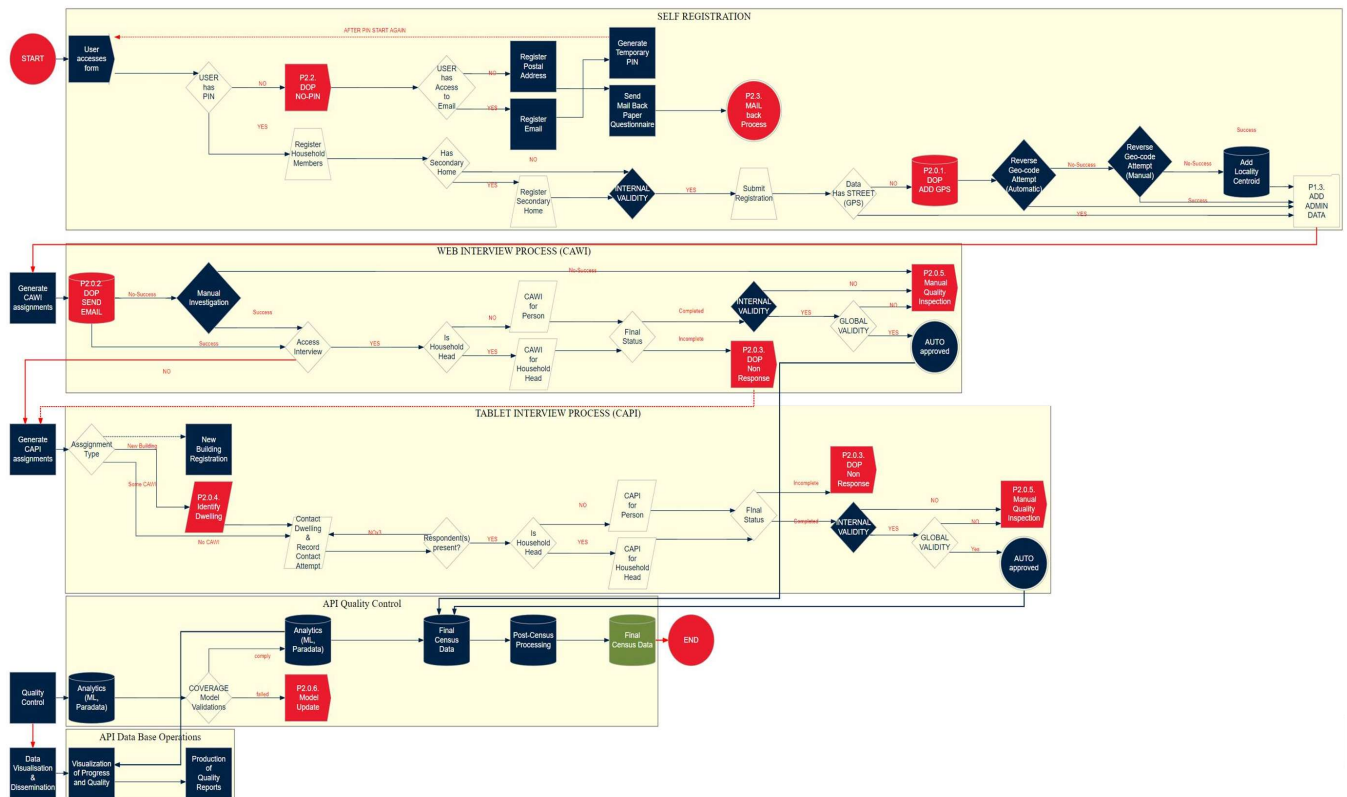 SELF REGISTRATION
AFTER PIN START AGAIN
START
User
accesses
form
USER
has
PIN
NO
P2.2.
DOP
NO-PIN
USER
has
Access
to
Email
NO
Register
Postal
Address
Generate
Temporary
PIN
YES
Register
Email
Send
Mail Back
Paper
Questionnaire
P2.3.
MAIL
back
Process
YES
Register
Household
Members
Has
Secondary
Home
NO
YES
Register
Secondary
Home
INTERNAL
VALIDITY
YES
Submit
Registration
Data
Has STREET
(GPS)
NO
P2.0.1.
DOP
ADD GPS
Reverse
Geo-code
Attempt
(Automatic)
No-Success
Reverse
Geo-code
Attempt
(Manual)
No-Success
Success
Add
Locality
Centroid
Success
YES
P1.3.
ADD
ADMIN
DATA
WEB INTERVIEW PROCESS (CAWI)
Generate
CAWI
assignments
P2.0.2.
DOP
SEND
EMAIL
No-Success
Manual
Investigation
No-Success
Success
Success
Access
Interview
YES
NO
Is
Household
Head
NO
CAWI
for
Person
YES
CAWI
for
Household
Head
FInal
Status
Completed
Incomplete
INTERNAL
VALIDITY
NO
YES
GLOBAL
VALIDITY
NO
YES
P2.0.5.
Manual
Quality
Inspection
AUTO
approved
P2.0.3.
DOP
Non
Response
TABLET INTERVIEW PROCESS (CAPI)
Generate
CAPI
assignments
Assgignment
Type
New Building
New
Building
Registration
Some CAWI
P2.0.4.
Identify
Dwelling
No CAWI
Contact
Dwelling
&
Record
Contact
Attempt
NOx3
Respondent(s)
present?
YES
Is
Household
Head
NO
CAPI
for
Person
YES
CAPI
for
Household
Head
FInal
Status
Incomplete
P2.0.3.
DOP
Non
Response
Completed
INTERNAL
VALIDITY
NO
YES
GLOBAL
VALIDITY
NO
Yes
P2.0.5.
Manual
Quality
Inspection
AUTO
approved
API Quality Control
Quality
Control
Analytics
(ML,
Paradata)
COVERAGE
Model
Validations
comply
Analytics
(ML,
Paradata)
failed
P2.0.6.
Model
Update
Final
Census
Data
Post-Census
Processing
Final
Census Data
END
API Data Base Operations
Data
Visualisation
&
Dissemination
Visualization
of Progress
and Quality
Production
of
Quality
Reports